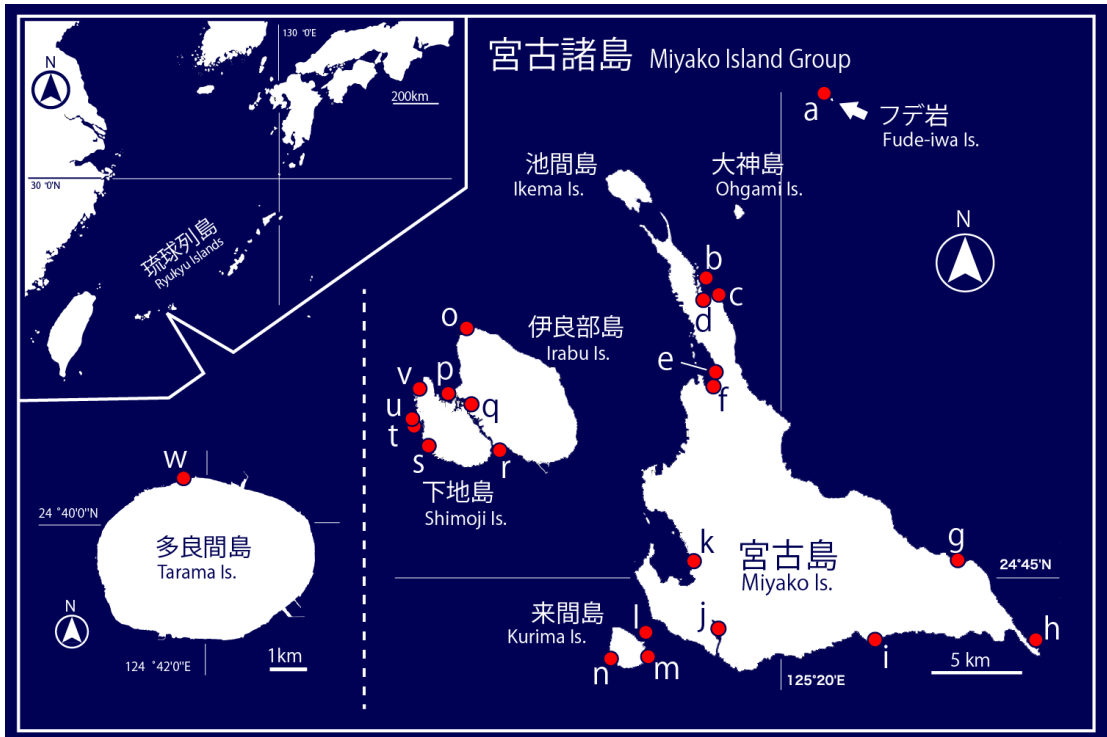 宮古諸島 Miyako Island Group
N
130 °0'E
200km
30 °0'N
琉球列島
Ryukyu Islands
a
フデ岩
Fude-iwa Is.
池間島
Ikema Is.
大神島
Ohgami Is.
N
b
c
d
e
f
o
伊良部島
Irabu Is.
v
p
q
u
t
s
r
下地島
Shimoji Is.
w
24 °40'0"N
多良間島
Tarama Is.
N
124 °42'0"E
1km
k
宮古島
Miyako Is.
g
24°45'N
来間島
Kurima Is.
l
j
h
n
m
i
125°20'E
5 km